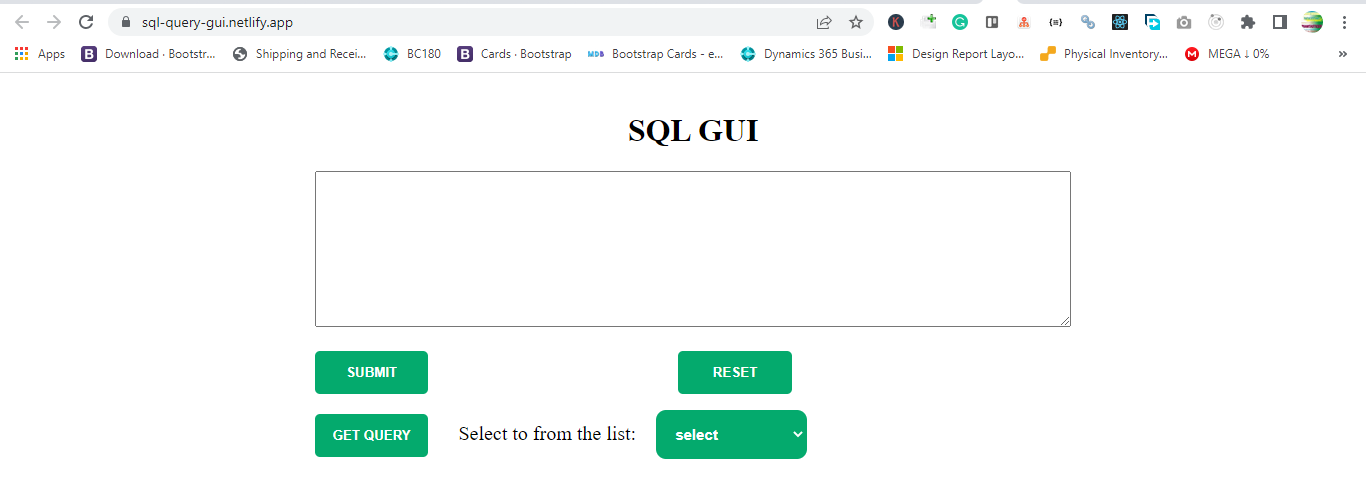 sql-query-gui.netlify.app
Apps Download · Bootstr... Shipping and Recei... BC180 Cards · Bootstrap MDB Bootstrap Cards - e... Dynamics 365 Busi... Design Report Layo... Physical Inventory... MEGA ↓ 0% »
SQL GUI
SUBMIT RESET
GET QUERY Select to from the list: select